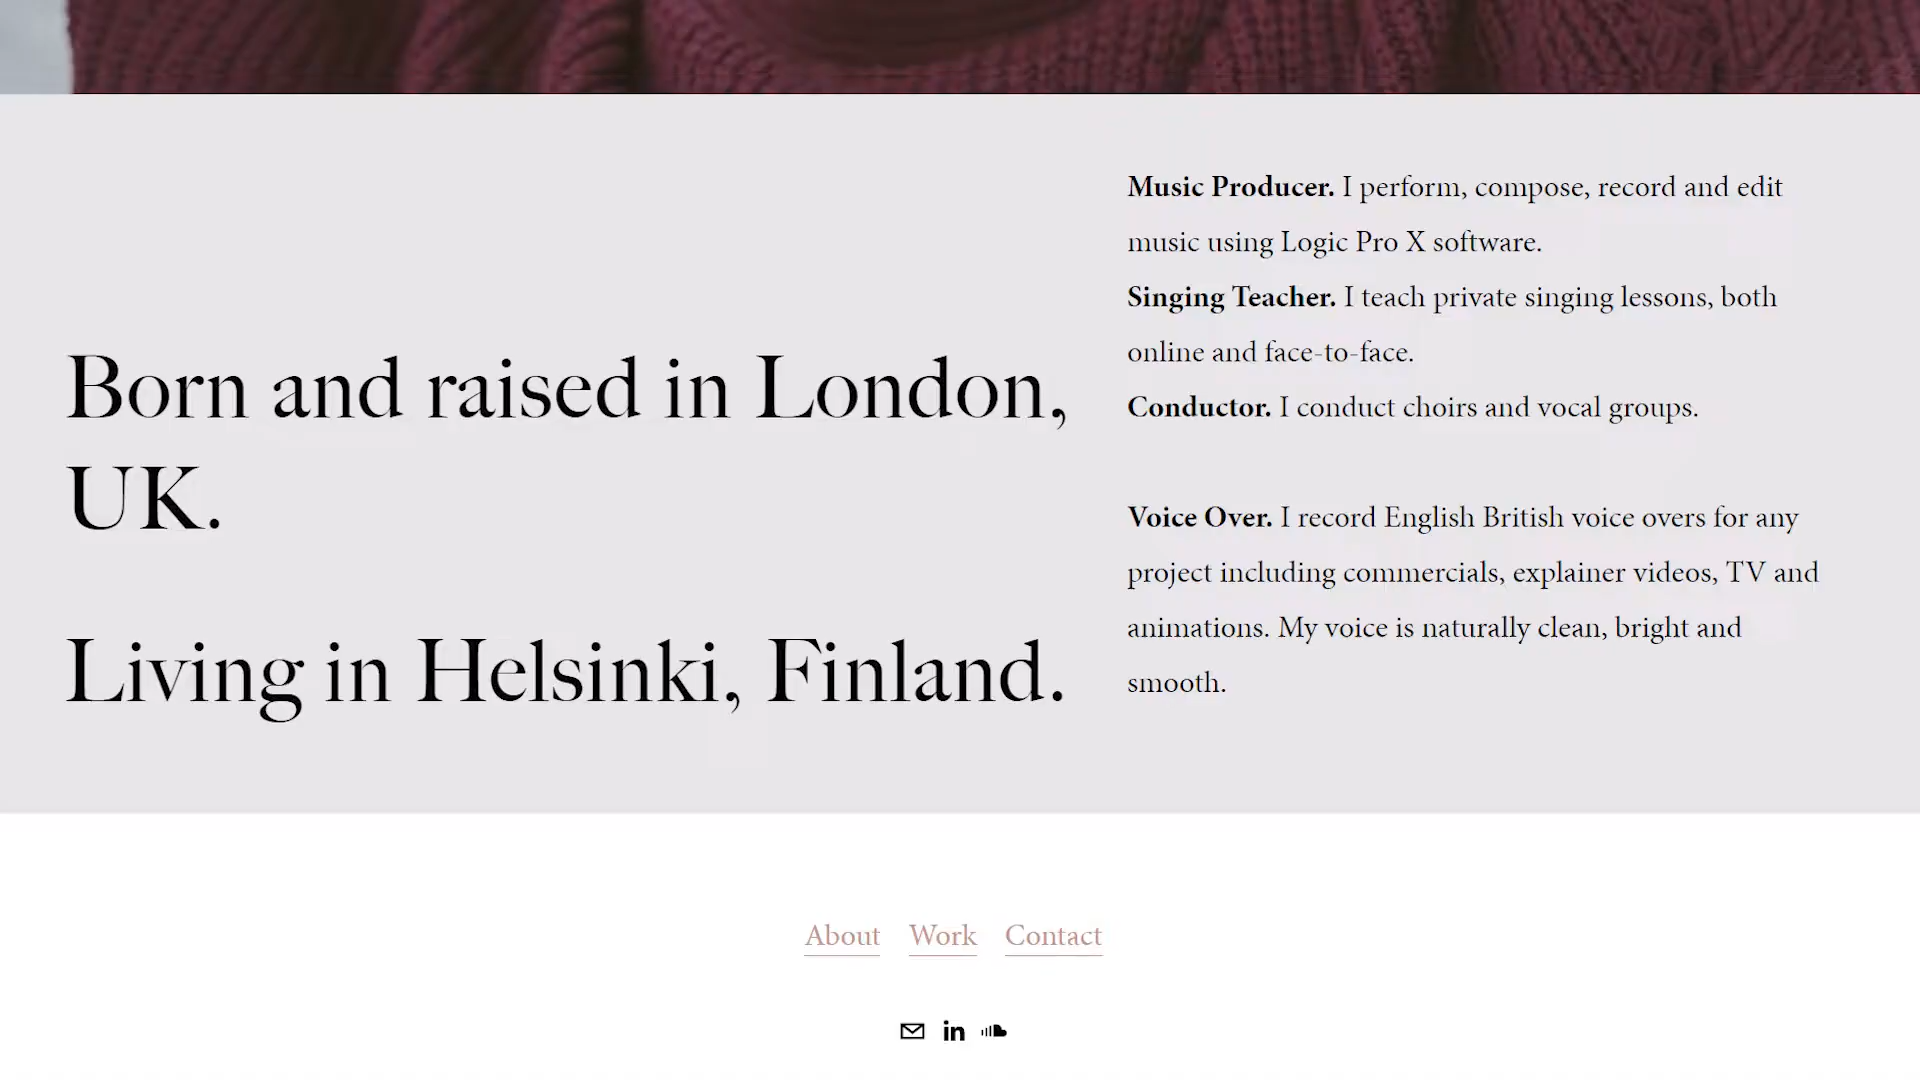 Born and raised in London,
UK.
Living in Helsinki, Finland.
Music Producer. I perform, compose, record and edit
music using Logic Pro X software.
Singing Teacher. I teach private singing lessons, both
online and face-to-face.
Conductor. I conduct choirs and vocal groups.
Voice Over. I record English British voice overs for any
project including commercials, explainer videos, TV and
animations. My voice is naturally clean, bright and
smooth.
About Work Contact
in